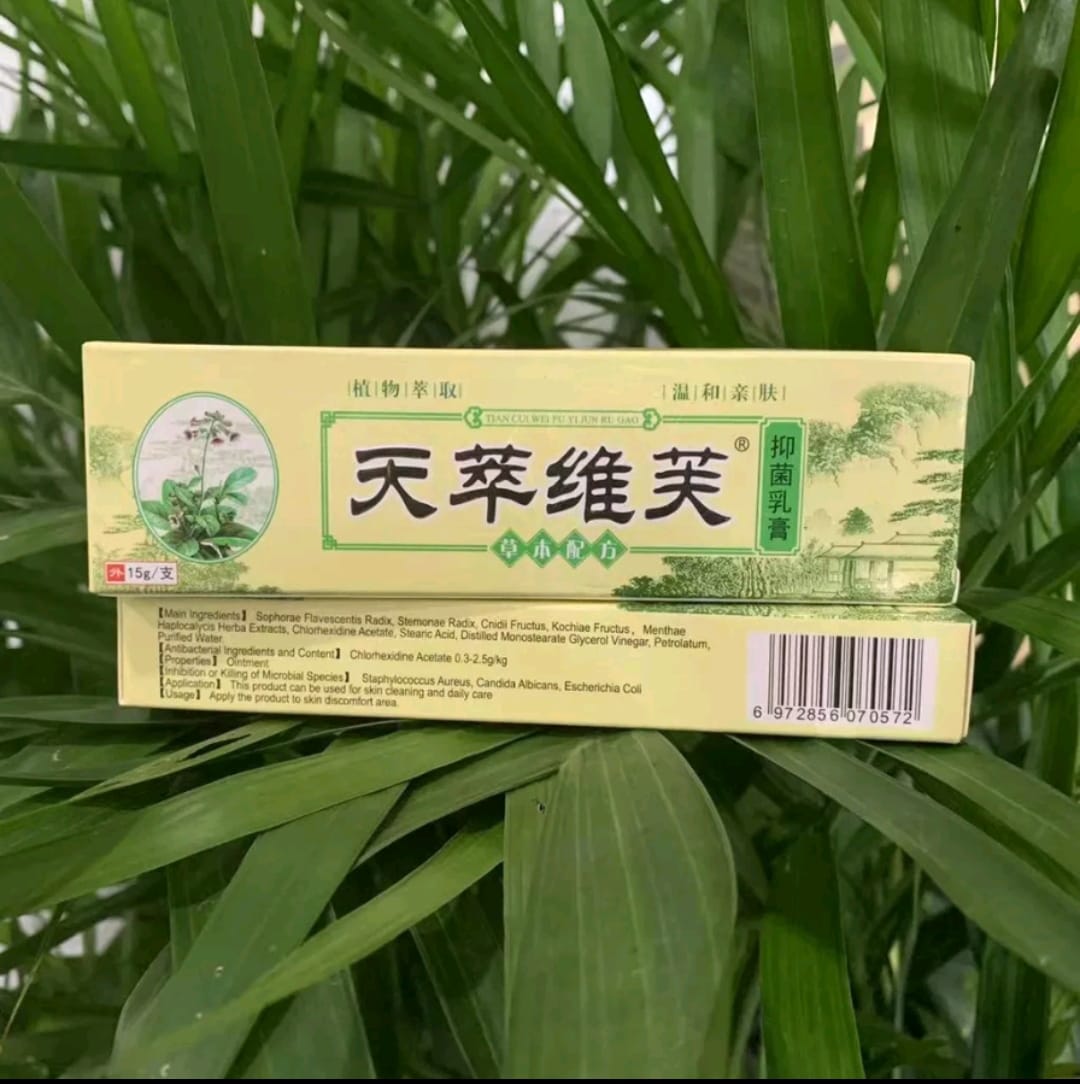 植物萃取
温和亲肤
TIAN CUI WEI FU YI JUN RU GAO
天萃维芙®
抑菌乳膏
草本配方
外 15g/支
【Main Ingredients】 Sophorae Flavescentis Radix, Stemonae Radix, Cnidii Fructus, Kochiae Fructus, Menthae
Haplocalycis Herba Extracts, Chlorhexidine Acetate, Stearic Acid, Distilled Monostearate Glycerol Vinegar, Petrolatum,
Purified Water
【Antibacterial Ingredients and Content】 Chlorhexidine Acetate 0.3-2.5g/kg
【Properties】 Ointment
【Inhibition or Killing of Microbial Species】 Staphylococcus Aureus, Candida Albicans, Escherichia Coli
【Application】 This product can be used for skin cleaning and daily care
【Usage】 Apply the product to skin discomfort area.
6 972856 070572